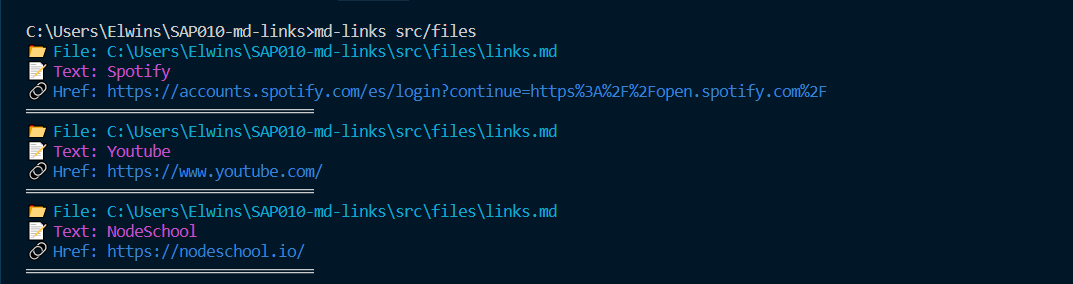 C:\Users\Elwins\SAP010-md-links>md-links src/files
📂 File: C:\Users\Elwins\SAP010-md-links\src\files\links.md
📝 Text: Spotify
🔗 Href: https://accounts.spotify.com/es/login?continue=https%3A%2F%2Fopen.spotify.com%2F
════════════════════════════════
📂 File: C:\Users\Elwins\SAP010-md-links\src\files\links.md
📝 Text: Youtube
🔗 Href: https://www.youtube.com/
════════════════════════════════
📂 File: C:\Users\Elwins\SAP010-md-links\src\files\links.md
📝 Text: NodeSchool
🔗 Href: https://nodeschool.io/
════════════════════════════════